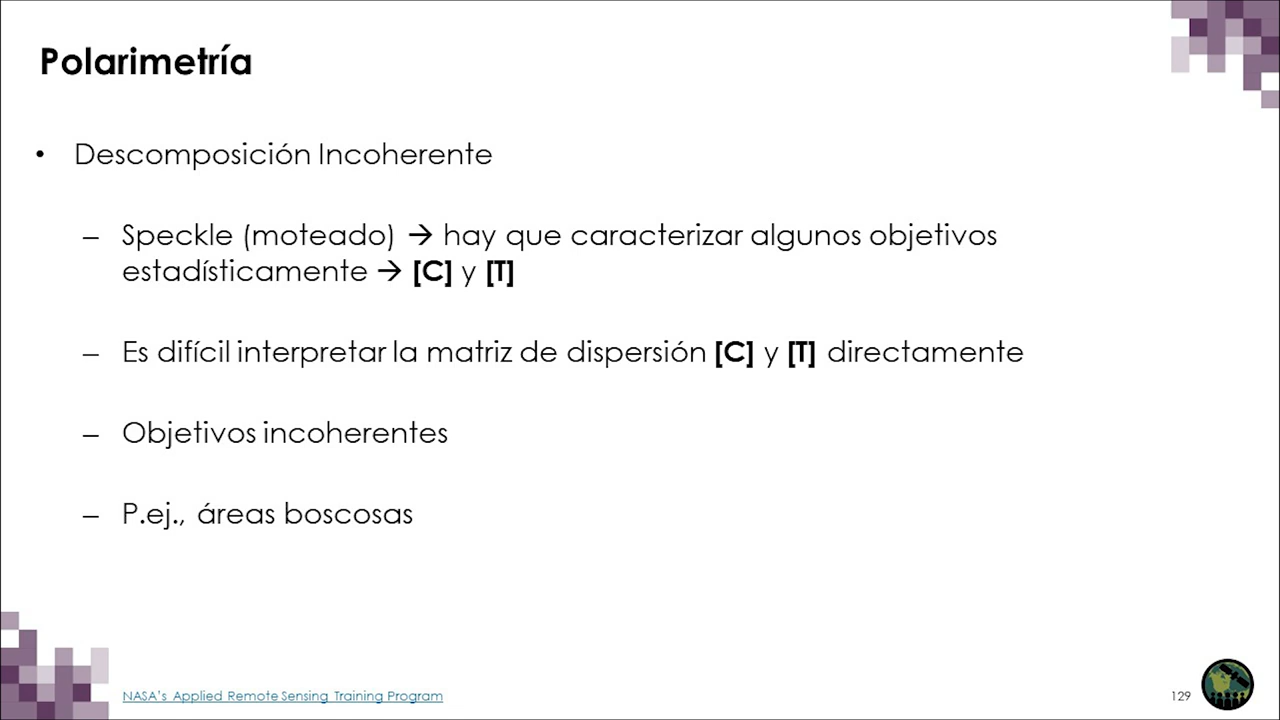 Polarimetría
• Descomposición Incoherente
– Speckle (moteado) → hay que caracterizar algunos objetivos
estadísticamente → [C] y [T]
– Es difícil interpretar la matriz de dispersión [C] y [T] directamente
– Objetivos incoherentes
– P.ej., áreas boscosas
NASA's Applied Remote Sensing Training Program
129